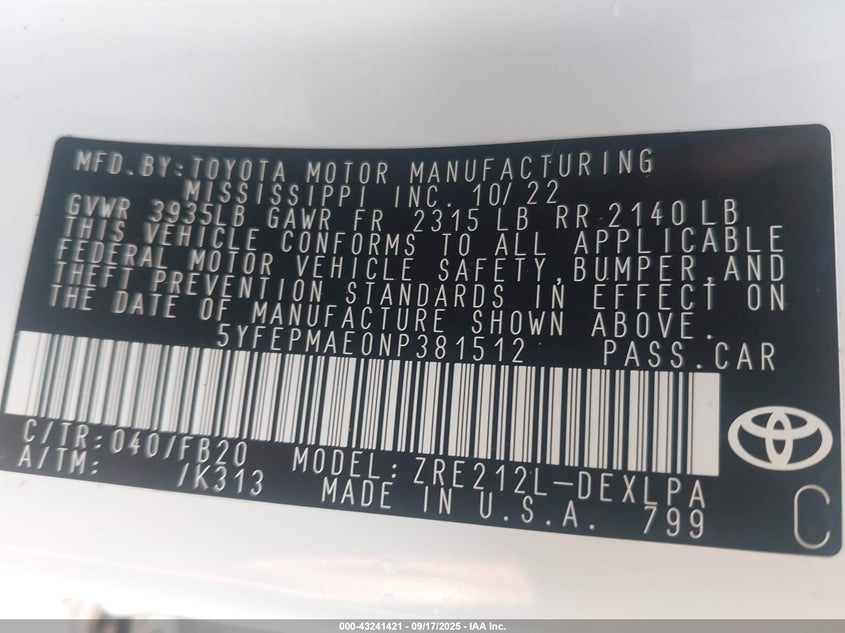 MFD.BY:TOYOTA MOTOR MANUFACTURING
MISSISSIPPI INC. 10/22
GVWR 3935LB GAWR FR 2315 LB RR 2140 LB
THIS VEHICLE CONFORMS TO ALL APPLICABLE
FEDERAL MOTOR VEHICLE SAFETY, BUMPER, AND
THEFT PREVENTION STANDARDS IN EFFECT ON
THE DATE OF MANUFACTURE SHOWN ABOVE.
5YFEPMAE0NP381512 PASS.CAR
C/TR:040/FB20 MODEL: ZRE212L-DEXLPA
A/TM: /K313 MADE IN U.S.A. 799
C
000-43241421 - 09/17/2025 - IAA Inc.